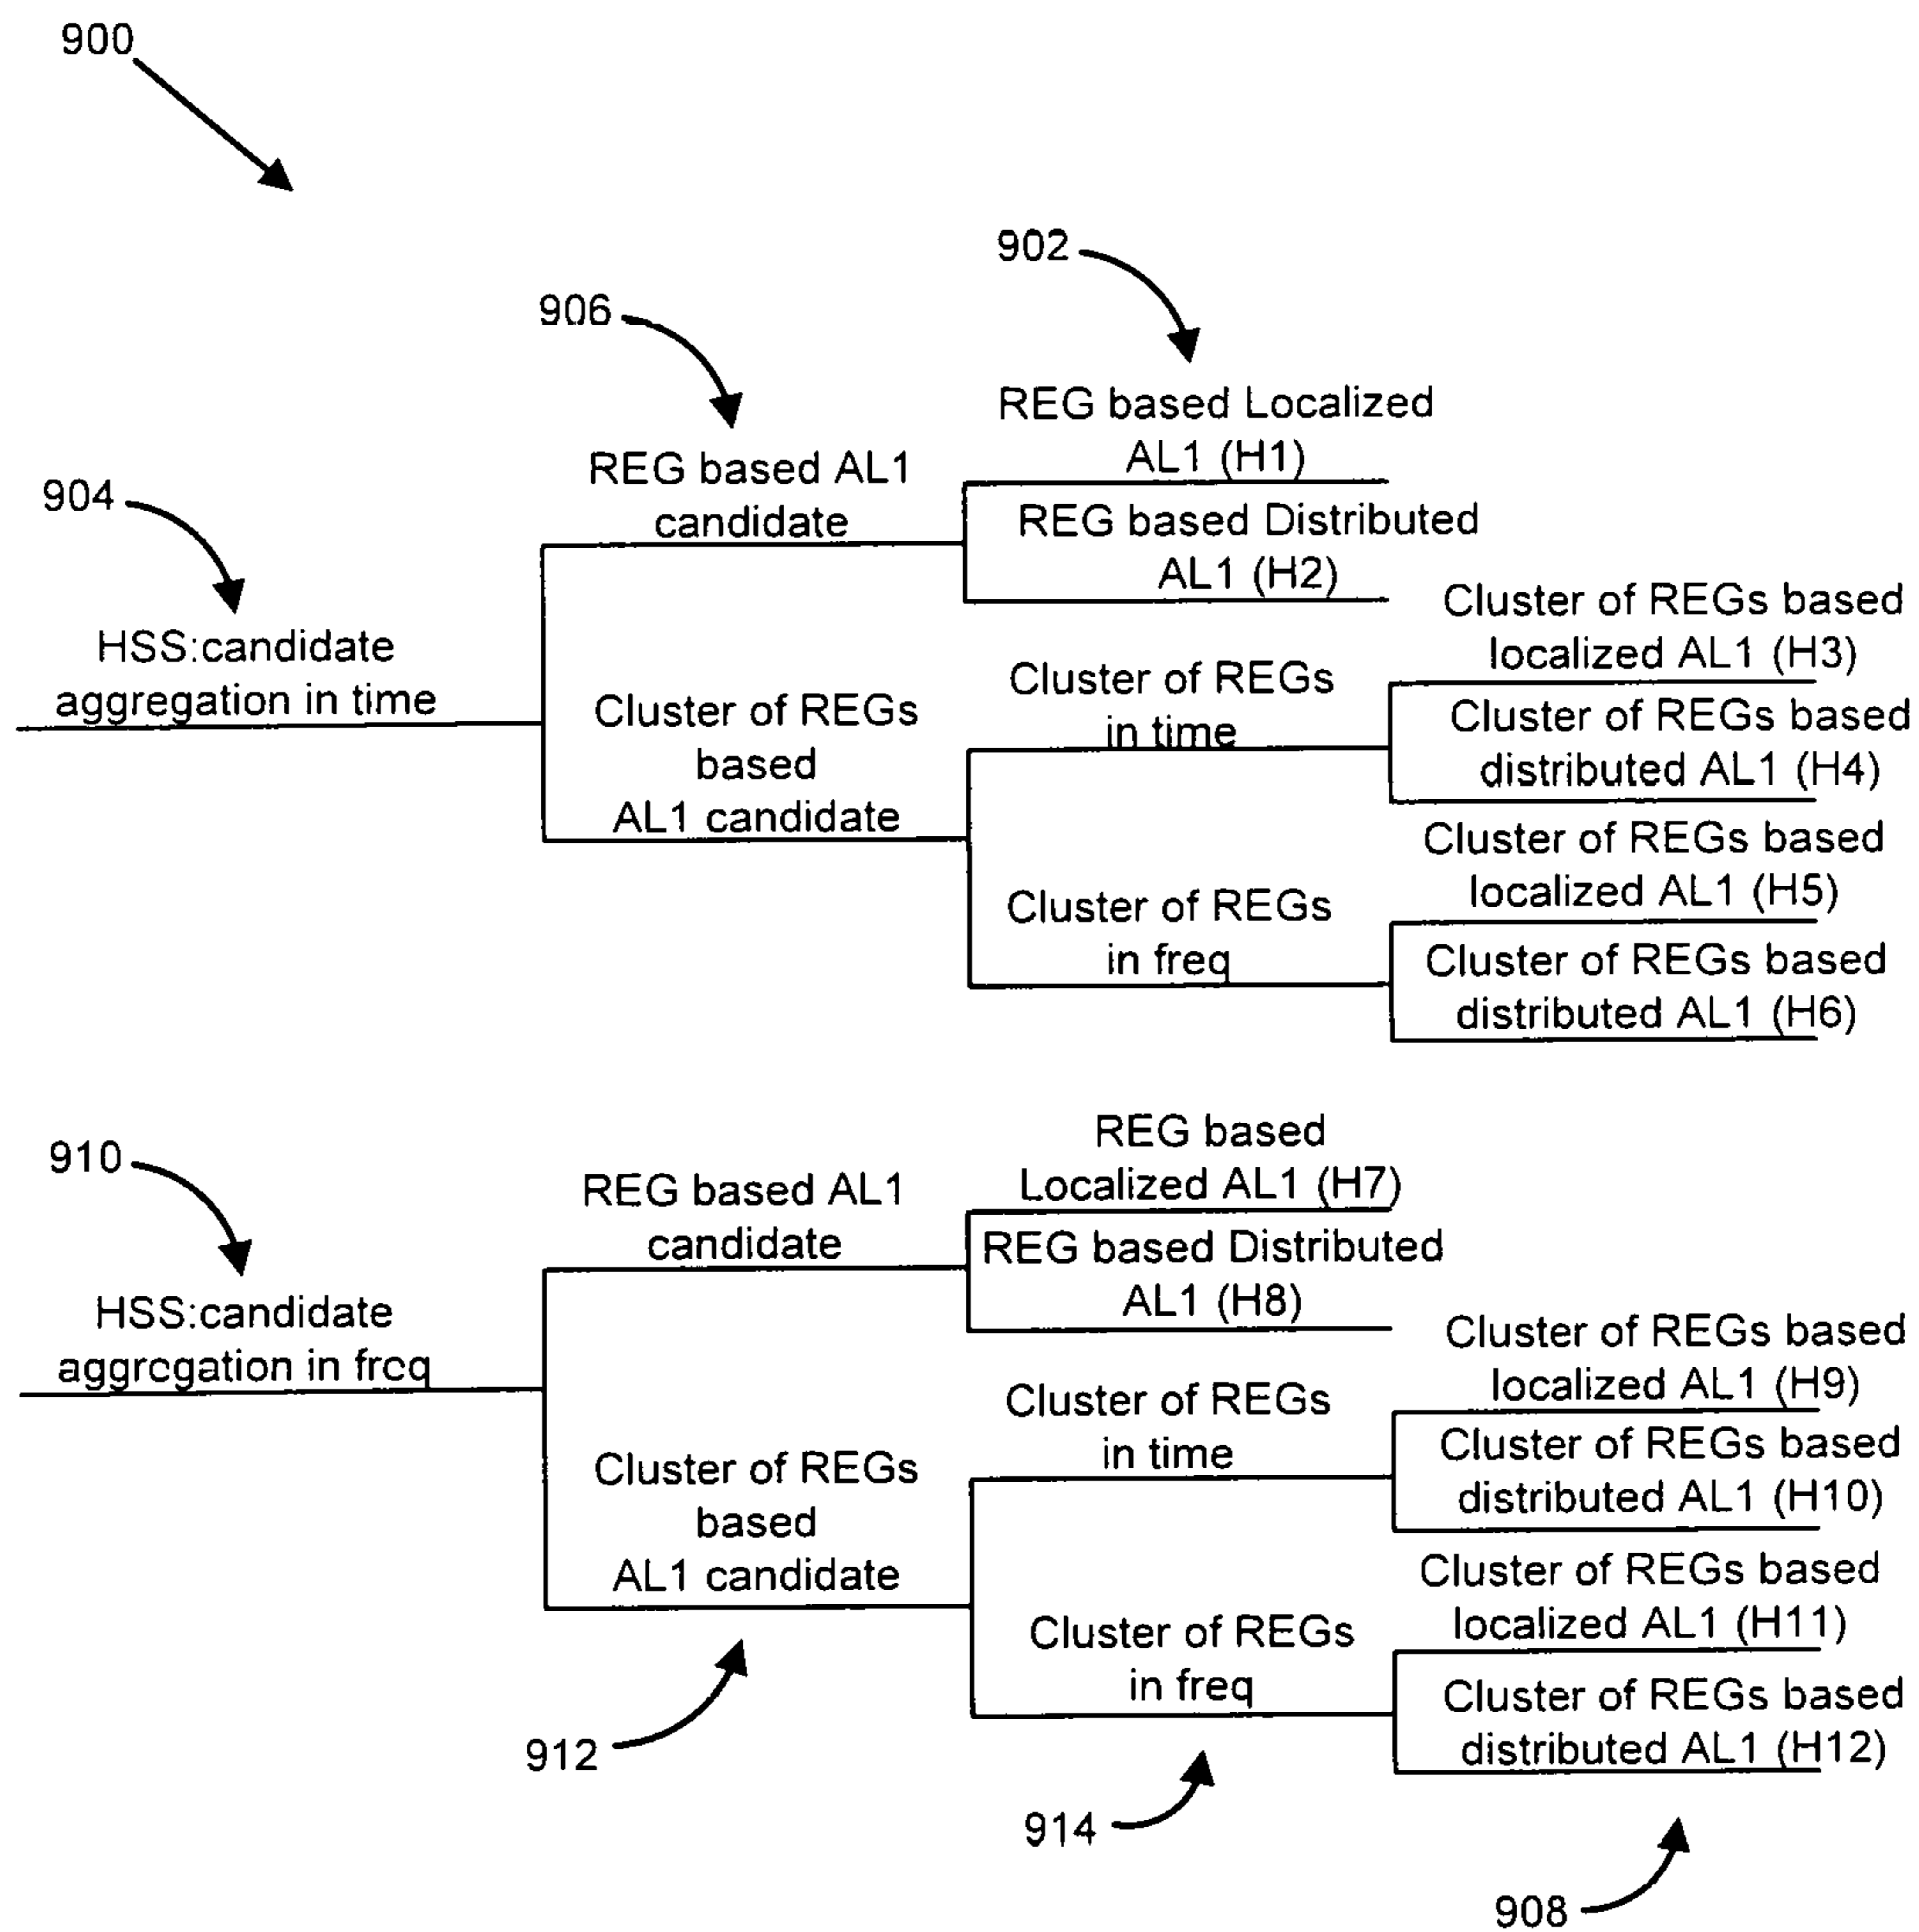 900
902
906
REG based Localized
AL1 (H1)
904
REG based AL1
candidate
REG based Distributed
AL1 (H2)
HSS:candidate
aggregation in time
Cluster of REGs based
localized AL1 (H3)
Cluster of REGs
in time
Cluster of REGs
based
AL1 candidate
Cluster of REGs based
distributed AL1 (H4)
Cluster of REGs based
localized AL1 (H5)
Cluster of REGs
in freq
Cluster of REGs based
distributed AL1 (H6)
910
REG based
Localized AL1 (H7)
REG based AL1
candidate
REG based Distributed
AL1 (H8)
HSS:candidate
aggregation in freq
Cluster of REGs based
localized AL1 (H9)
Cluster of REGs
in time
Cluster of REGs based
distributed AL1 (H10)
Cluster of REGs
based
AL1 candidate
Cluster of REGs based
localized AL1 (H11)
Cluster of REGs
in freq
Cluster of REGs based
distributed AL1 (H12)
912
914
908